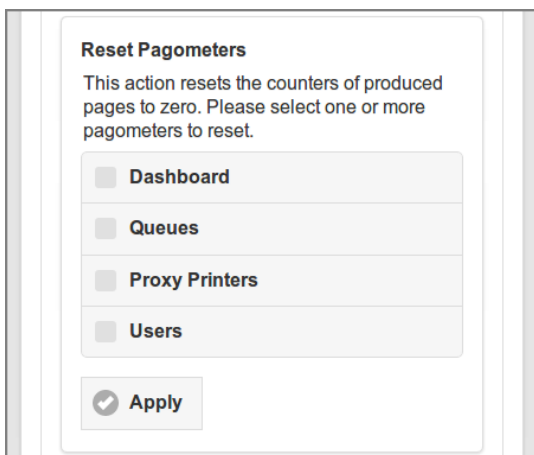 Reset Pagometers
This action resets the counters of produced
pages to zero. Please select one or more
pagometers to reset.
Dashboard
Queues
Proxy Printers
Users
Apply